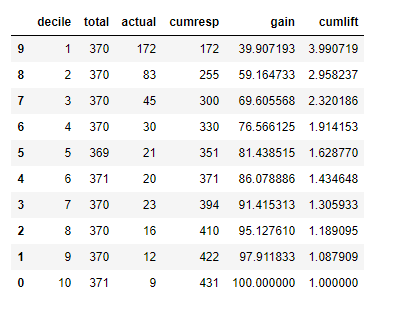 decile total actual cumresp gain cumlift
9 1 370 172 172 39.907193 3.990719
8 2 370 83 255 59.164733 2.958237
7 3 370 45 300 69.605568 2.320186
6 4 370 30 330 76.566125 1.914153
5 5 369 21 351 81.438515 1.628770
4 6 371 20 371 86.078886 1.434648
3 7 370 23 394 91.415313 1.305933
2 8 370 16 410 95.127610 1.189095
1 9 370 12 422 97.911833 1.087909
0 10 371 9 431 100.000000 1.000000